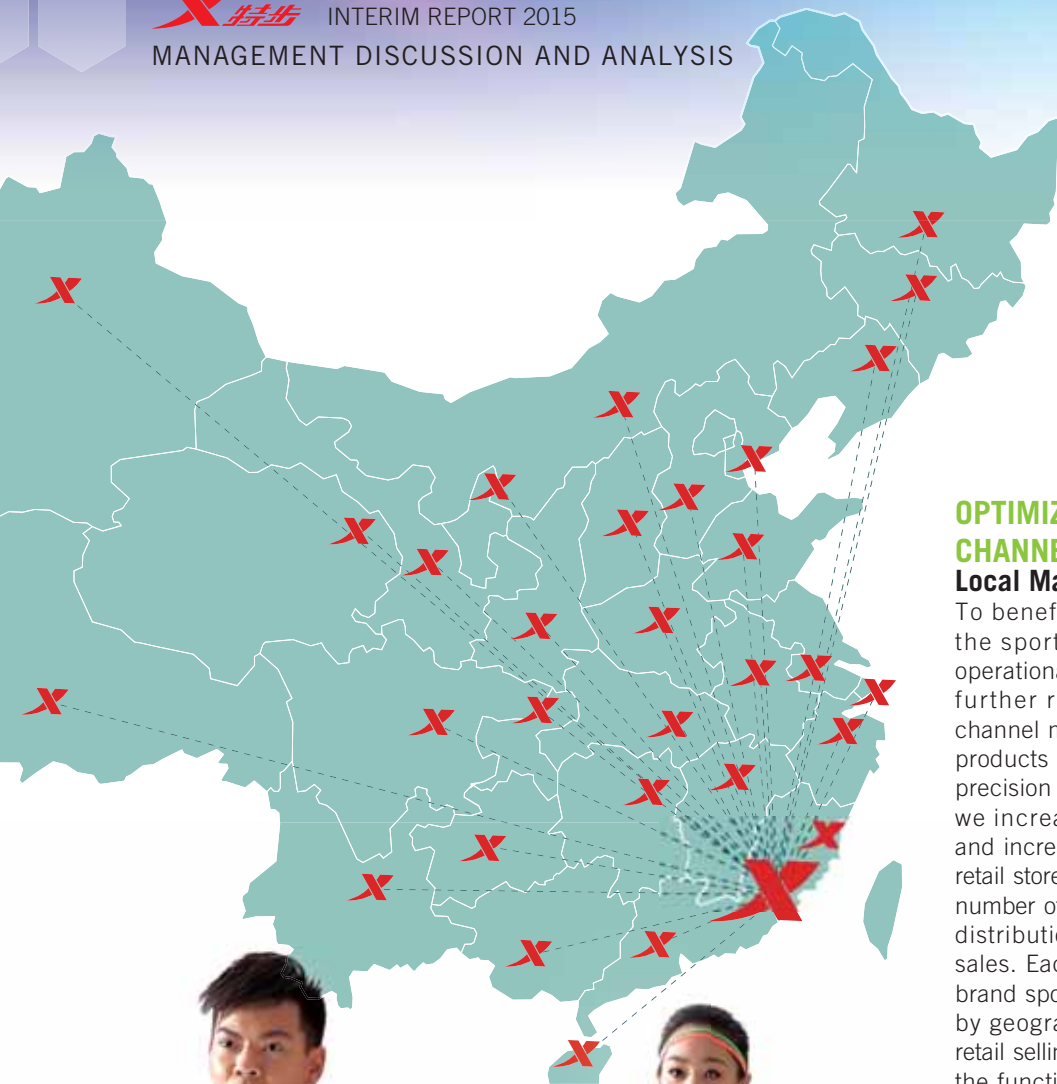 特步 INTERIM REPORT 2015
MANAGEMENT DISCUSSION AND ANALYSIS
OPTIMIZ
CHANNE
Local Ma
To benef
the sport
operationa
further r
channel n
products
precision
we increa
and incre
retail store
number o
distributio
sales. Eac
brand spo
by geogra
retail sellin
the functi